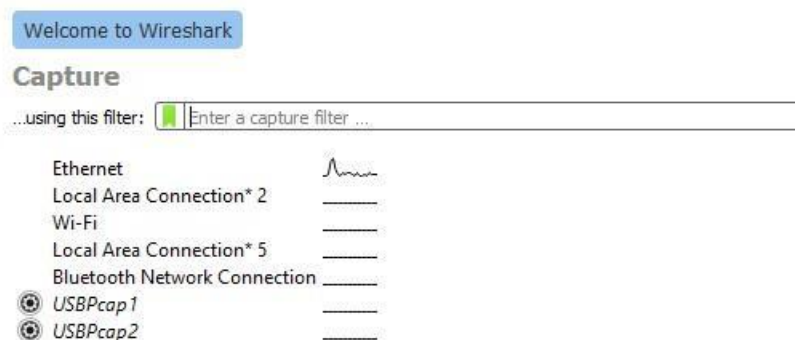 Welcome to Wireshark
Capture
...using this filter: Enter a capture filter ...
Ethernet
Local Area Connection* 2
Wi-Fi
Local Area Connection* 5
Bluetooth Network Connection
USBPcap1
USBPcap2